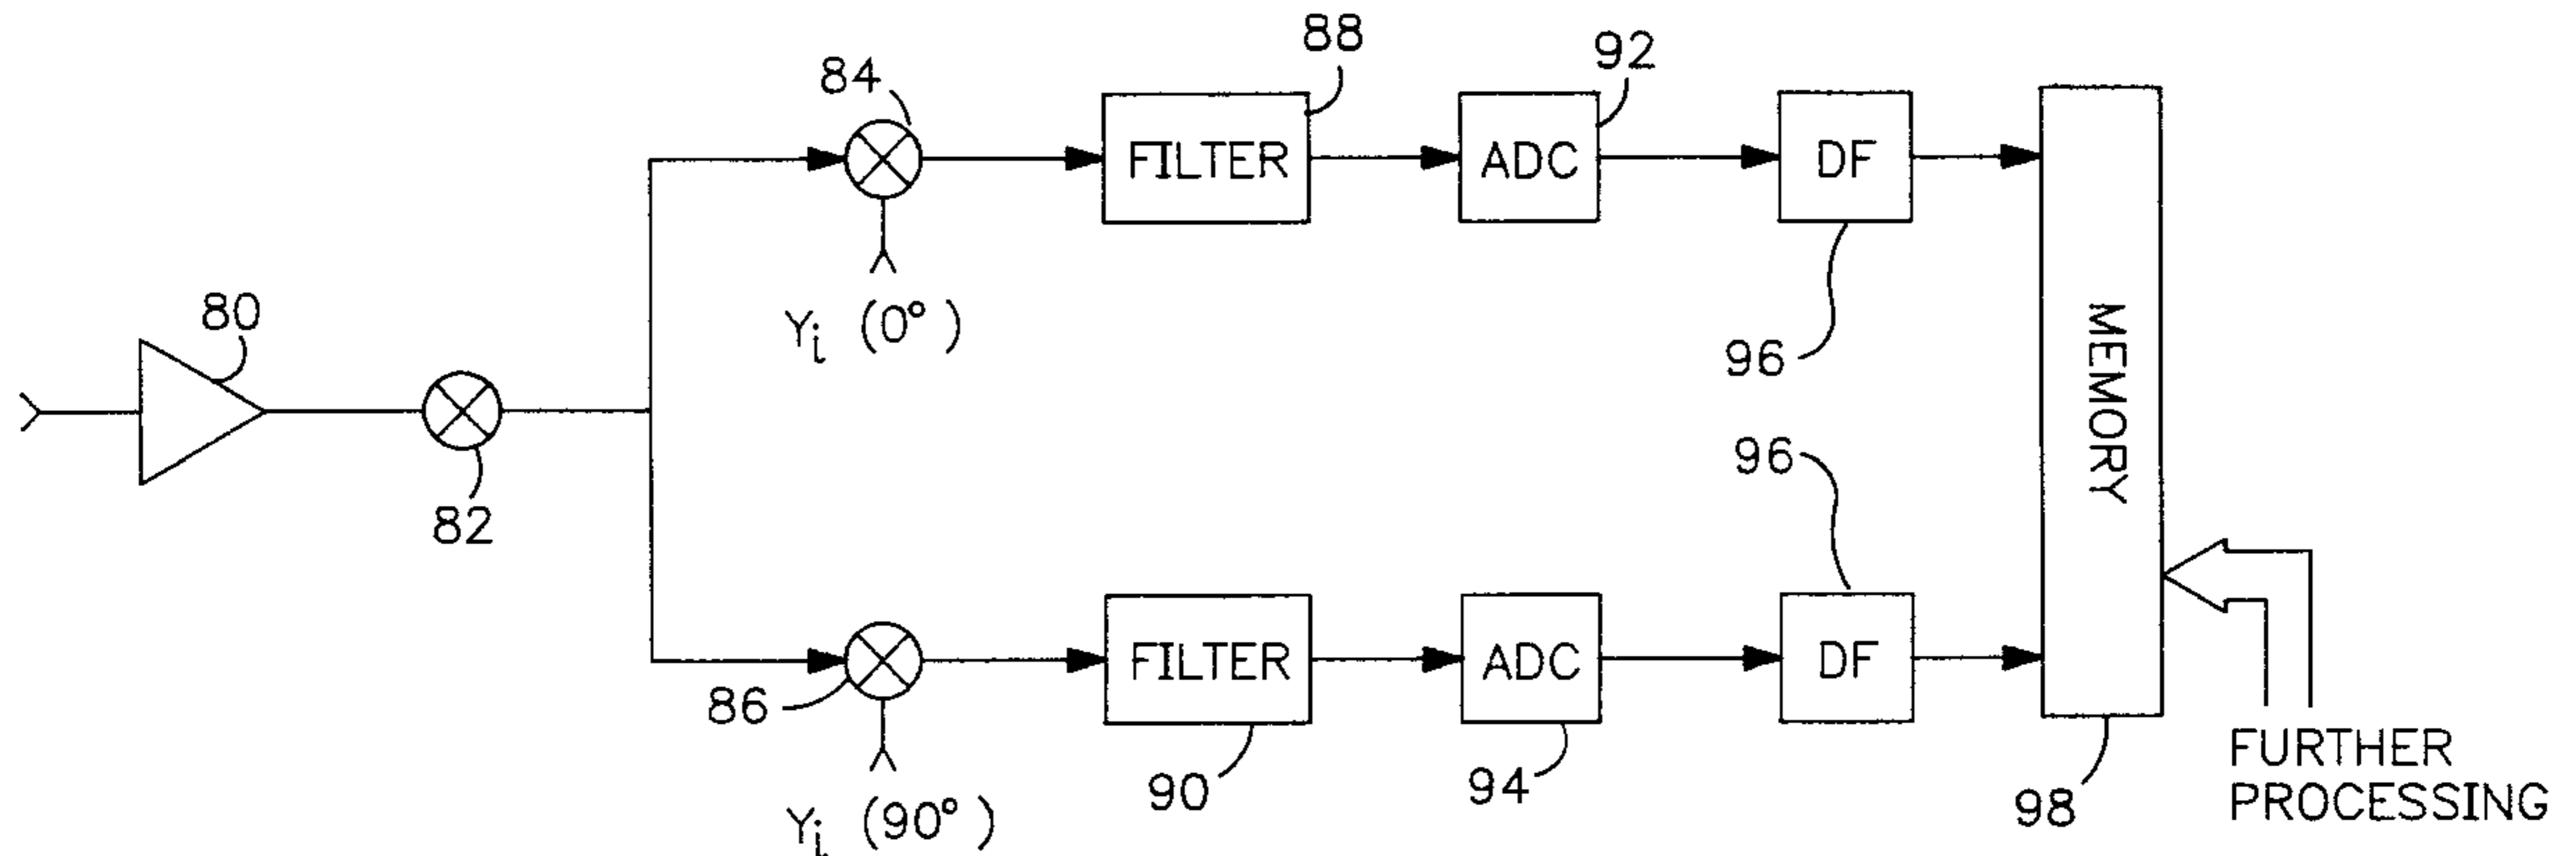 88
84
92
FILTER
ADC
DF
Yi (0°)
80
96
MEMORY
82
96
FILTER
ADC
DF
86
90
94
98
Yi (90°)
FURTHER
PROCESSING